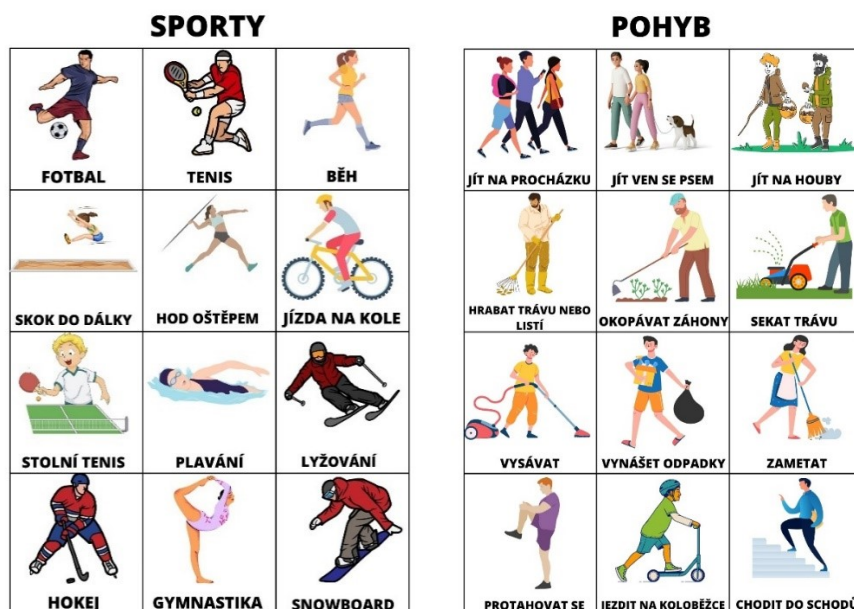 SPORTY
FOTBAL
TENIS
BĚH
SKOK DO DÁLKY
HOD OŠTĚPEM
JÍZDA NA KOLE
STOLNÍ TENIS
PLAVÁNÍ
LYŽOVÁNÍ
HOKEJ
GYMNASTIKA
SNOWBOARD
POHYB
JÍT NA PROCHÁZKU
JÍT VEN SE PSEM
JÍT NA HOUBY
HRABAT TRÁVU NEBO
LISTÍ
OKOPÁVAT ZÁHONY
SEKAT TRÁVU
VYSÁVAT
VYNÁŠET ODPADKY
ZAMETAT
PROTAHOVAT SE
JEZDIT NA KOLOBĚŽCE
CHODIT DO SCHODŮ